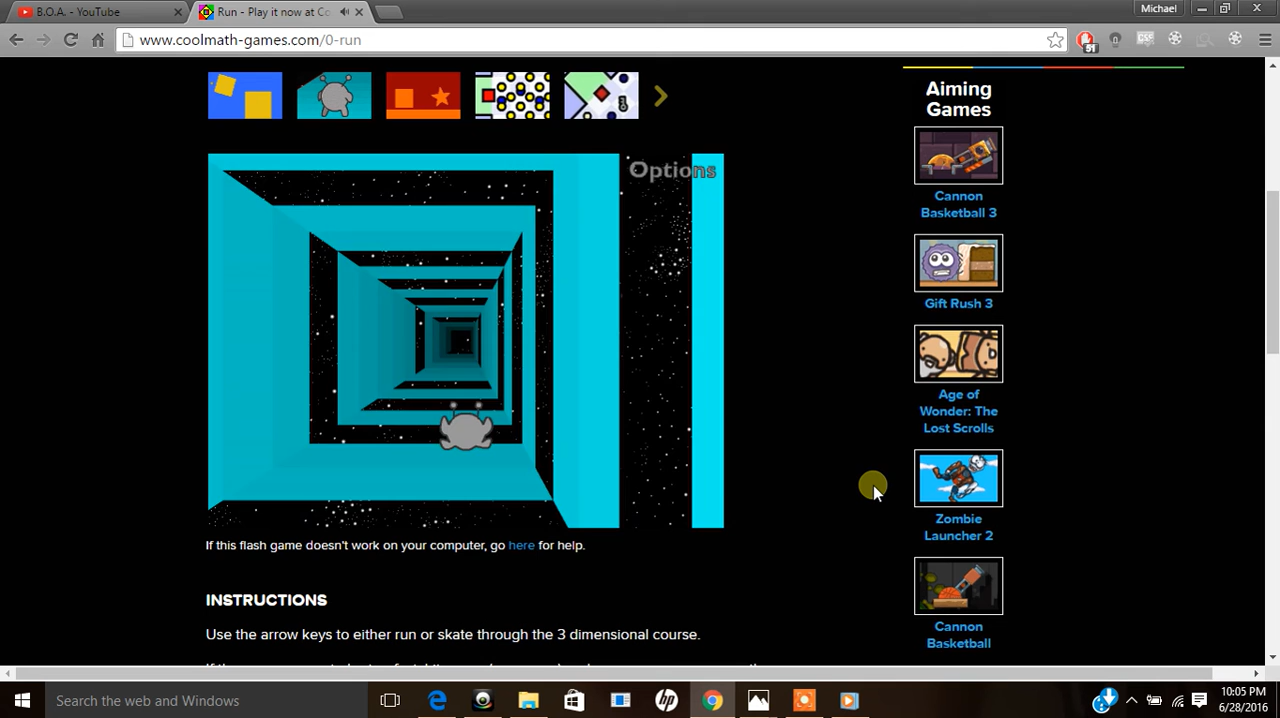 B.O.A. - YouTube
Run - Play it now at Co
Michael
www.coolmath-games.com/0-run
91
CSS
Options
Aiming
Games
Cannon
Basketball 3
Gift Rush 3
Age of
Wonder: The
Lost Scrolls
Zombie
Launcher 2
Cannon
Basketball
If this flash game doesn't work on your computer, go here for help.
INSTRUCTIONS
Use the arrow keys to either run or skate through the 3 dimensional course.
Search the web and Windows
hp
10:05 PM
6/28/2016